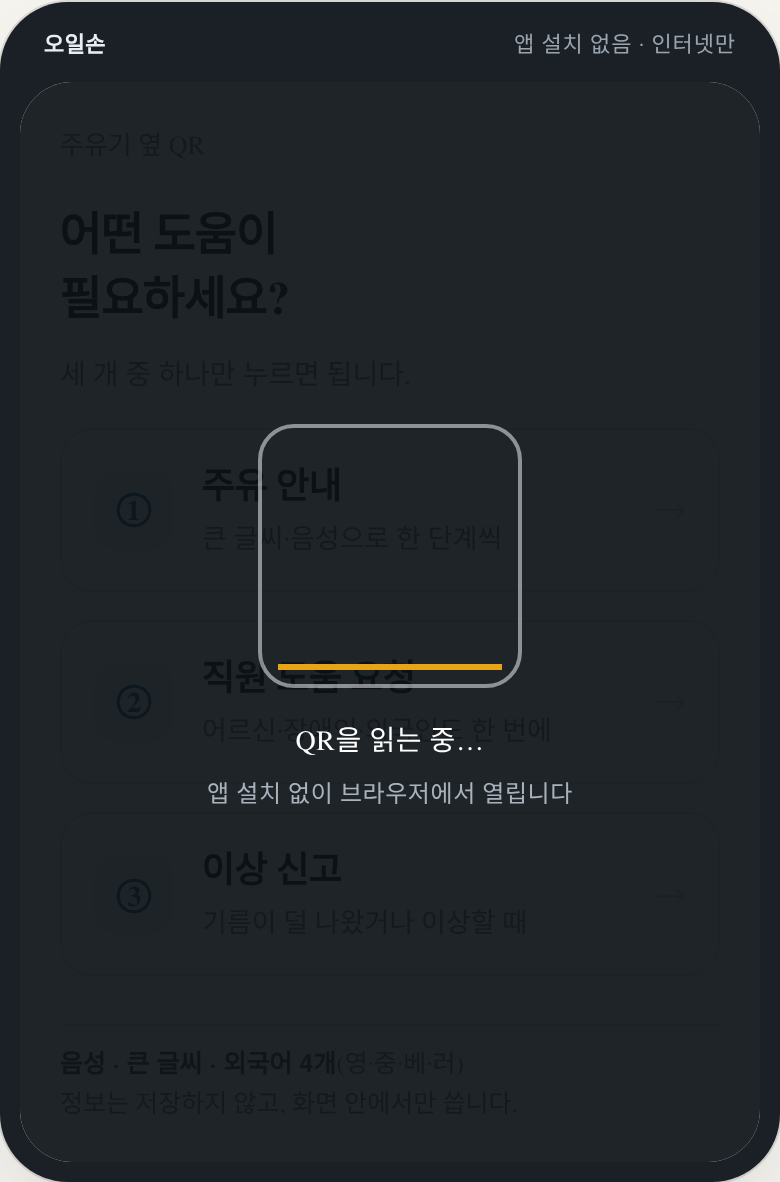 오일손
앱 설치 없음 · 인터넷만
주유기 옆 QR
어떤 도움이
필요하세요?
세 개 중 하나만 누르면 됩니다.
① 주유 안내
큰 글씨·음성으로 한 단계씩 →
② 직원 도움 요청
어르신·장애인·외국인도 한 번에 →
QR을 읽는 중…
앱 설치 없이 브라우저에서 열립니다
③ 이상 신고
기름이 덜 나왔거나 이상할 때 →
음성 · 큰 글씨 · 외국어 4개(영·중·베·러)
정보는 저장하지 않고, 화면 안에서만 씁니다.